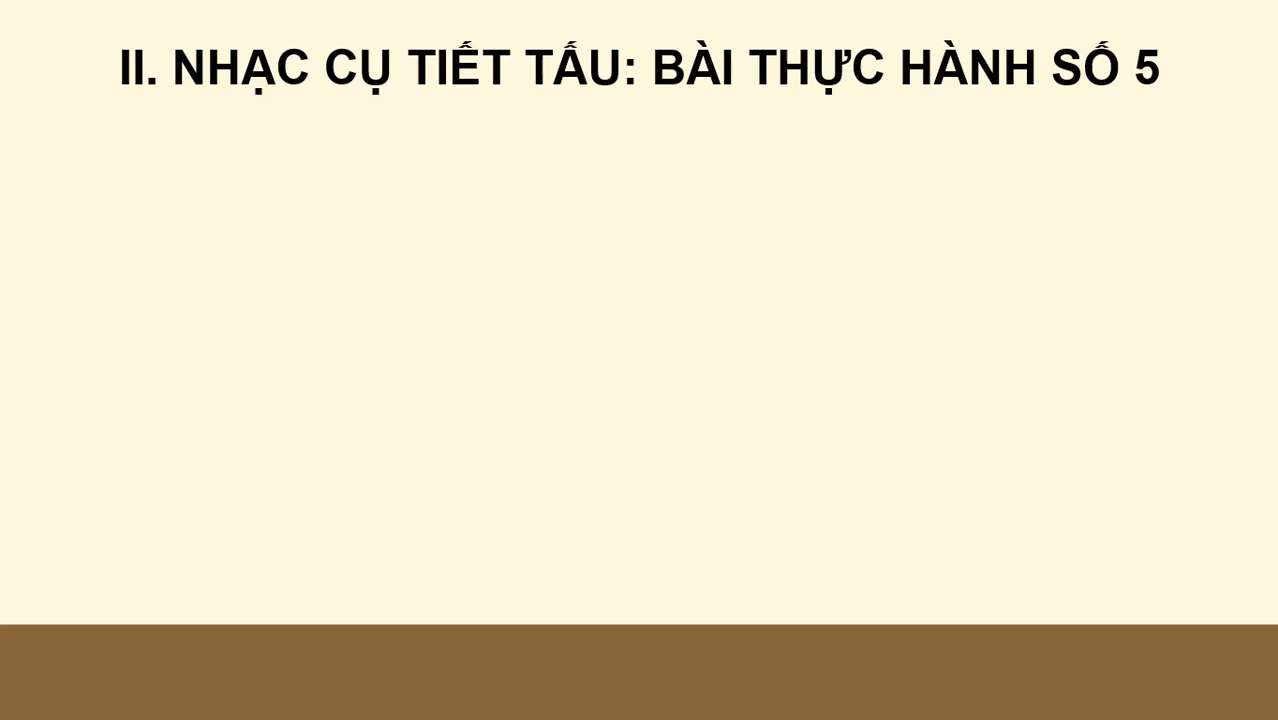 II. NHẠC CỤ TIẾT TẤU: BÀI THỰC HÀNH SỐ 5